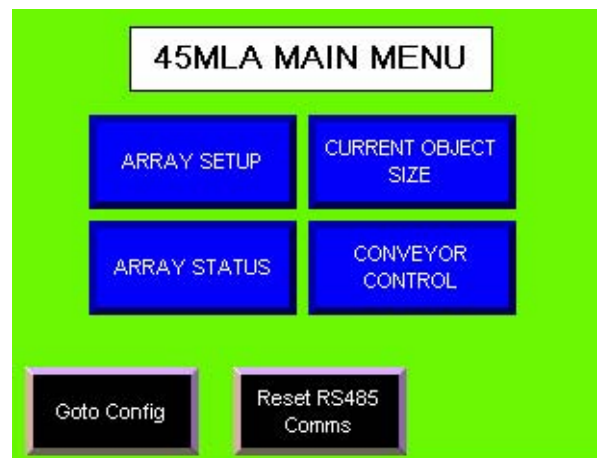 45MLA MAIN MENU
ARRAY SETUP
CURRENT OBJECT
SIZE
ARRAY STATUS
CONVEYOR
CONTROL
Goto Config
Reset RS485
Comms